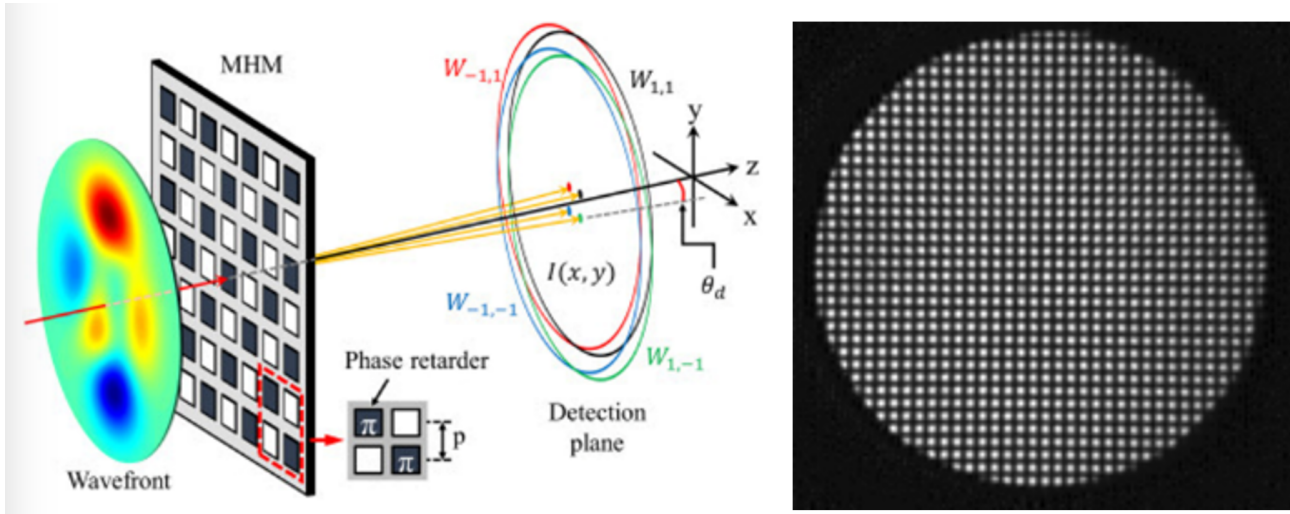 MHM
W₋₁,₁
W₁,₁
y
z
x
I(x, y)
θd
W₋₁,₋₁
W₁,₋₁
Phase retarder
π
π
p
Detection
plane
Wavefront